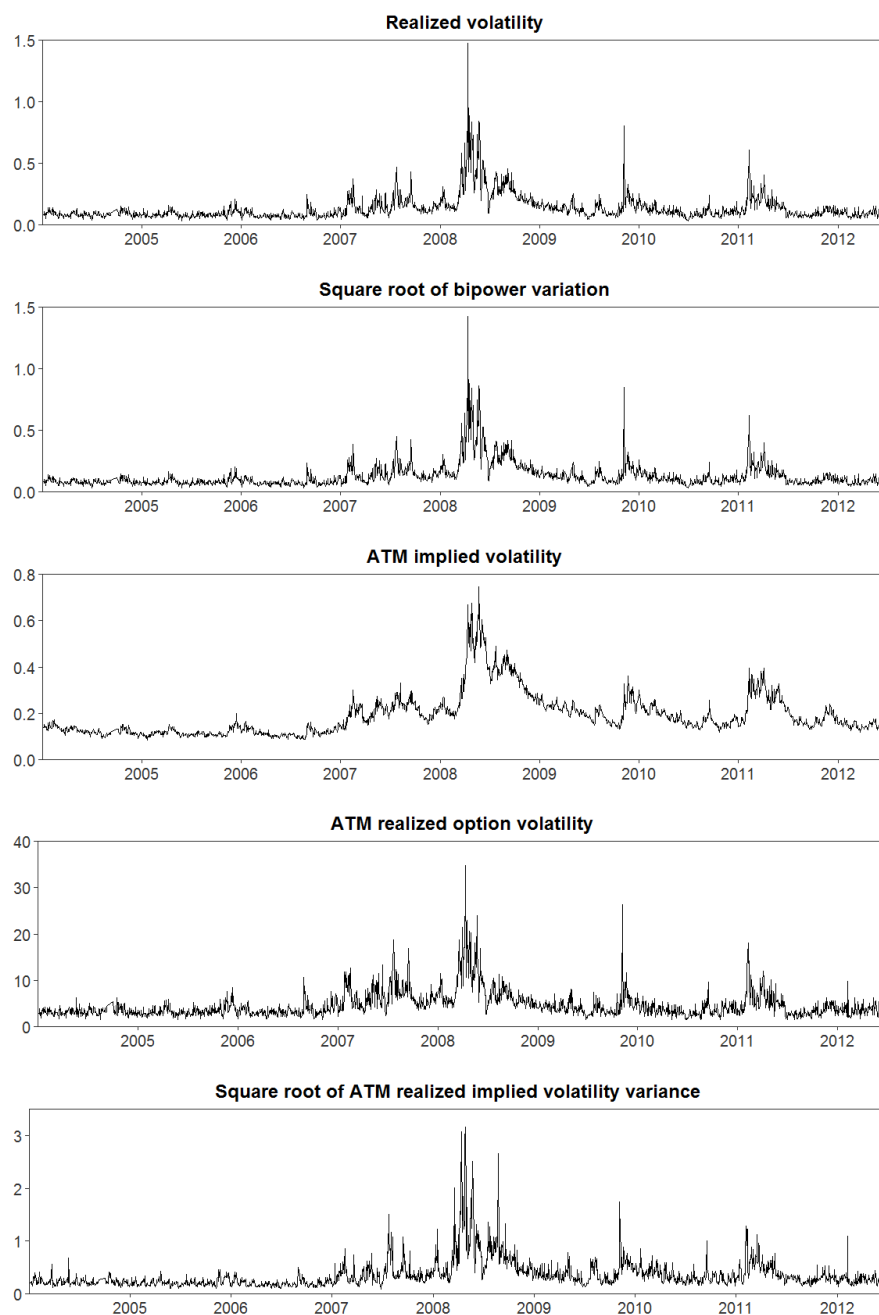 Realized volatility
1.5
1.0
0.5
0.0
2005 2006 2007 2008 2009 2010 2011 2012
Square root of bipower variation
1.5
1.0
0.5
0.0
2005 2006 2007 2008 2009 2010 2011 2012
ATM implied volatility
0.8
0.6
0.4
0.2
0.0
2005 2006 2007 2008 2009 2010 2011 2012
ATM realized option volatility
40
30
20
10
0
2005 2006 2007 2008 2009 2010 2011 2012
Square root of ATM realized implied volatility variance
3
2
1
0
2005 2006 2007 2008 2009 2010 2011 2012